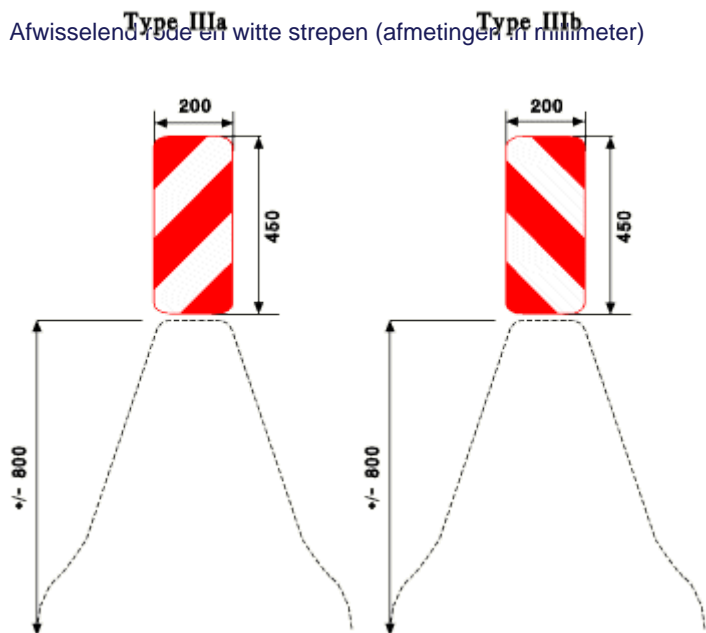 Type IIIa Type IIIb
Afwisselend rode en witte strepen (afmetingen in millimeter)
200 200
450 450
+/- 800 +/- 800